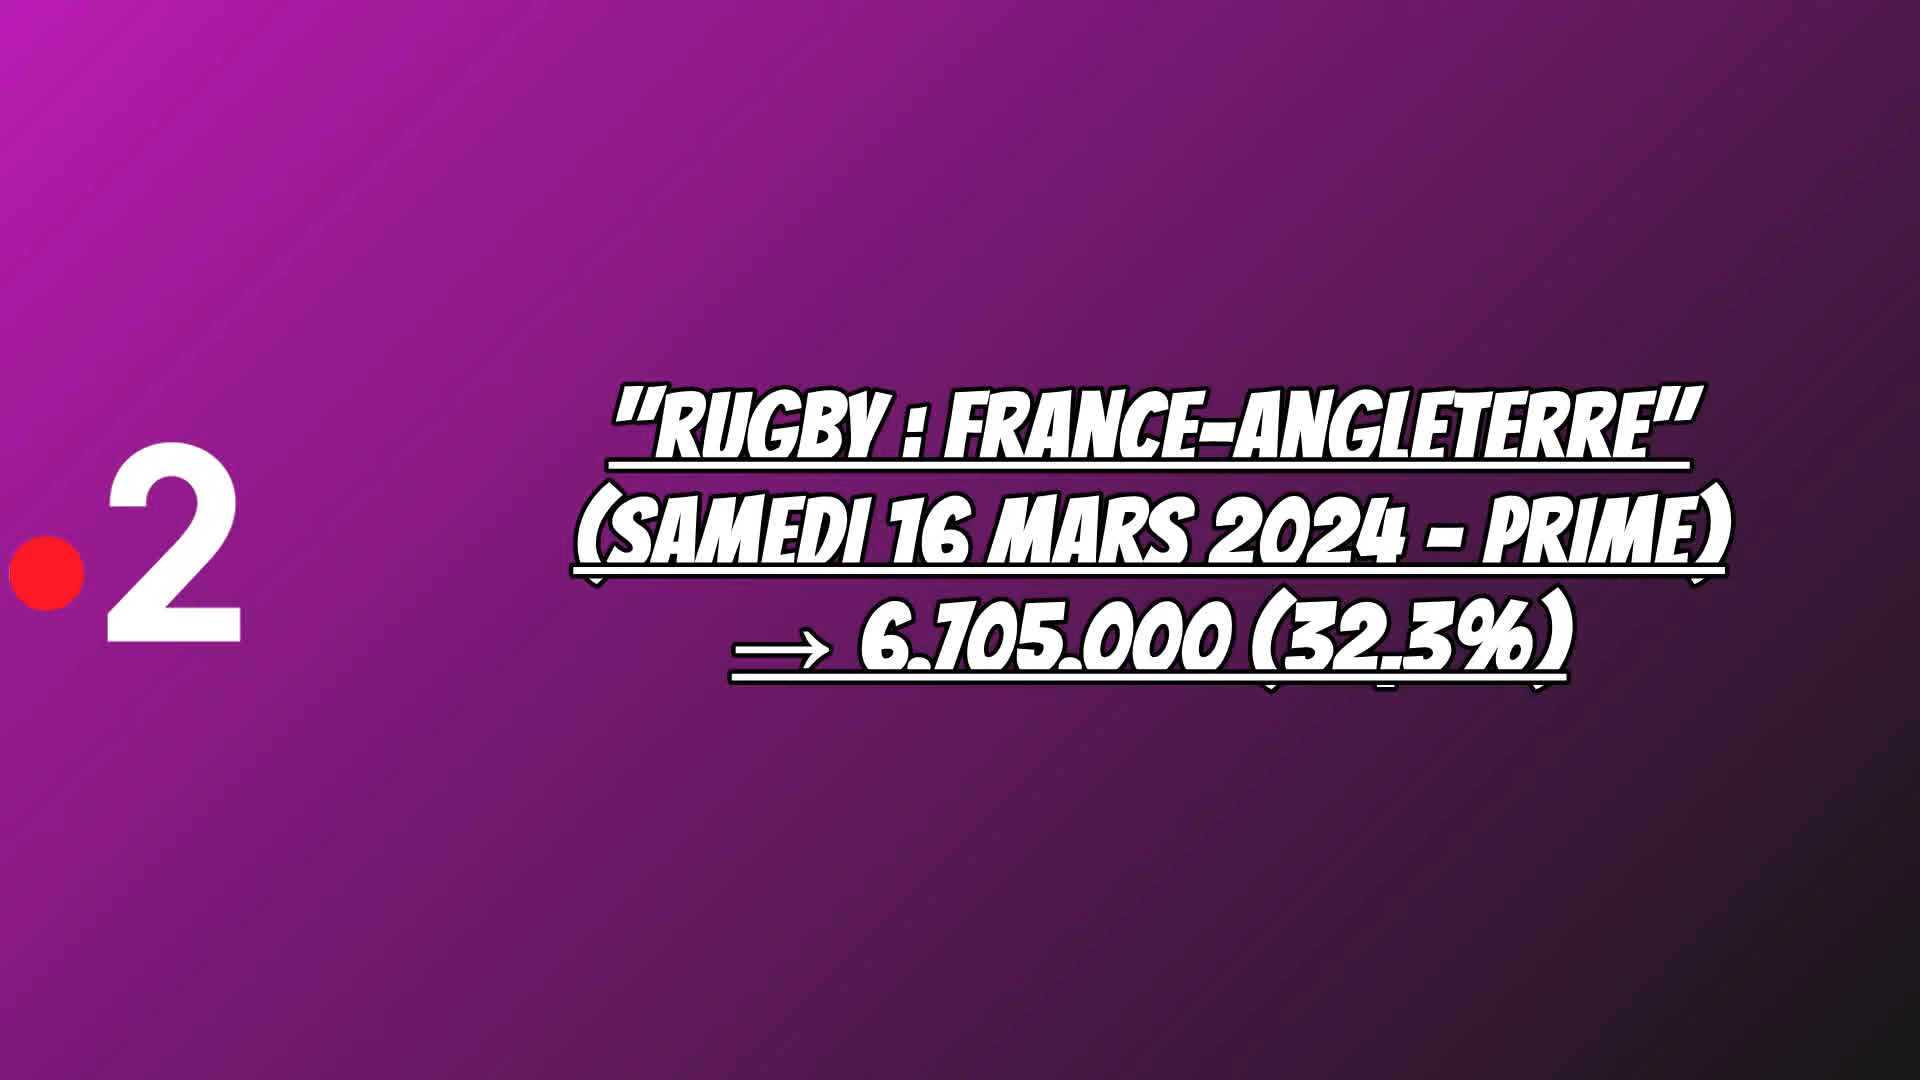 2
"RUGBY : FRANCE-ANGLETERRE"
(SAMEDI 16 MARS 2024 - PRIME)
→ 6.705.000 (32.3%)